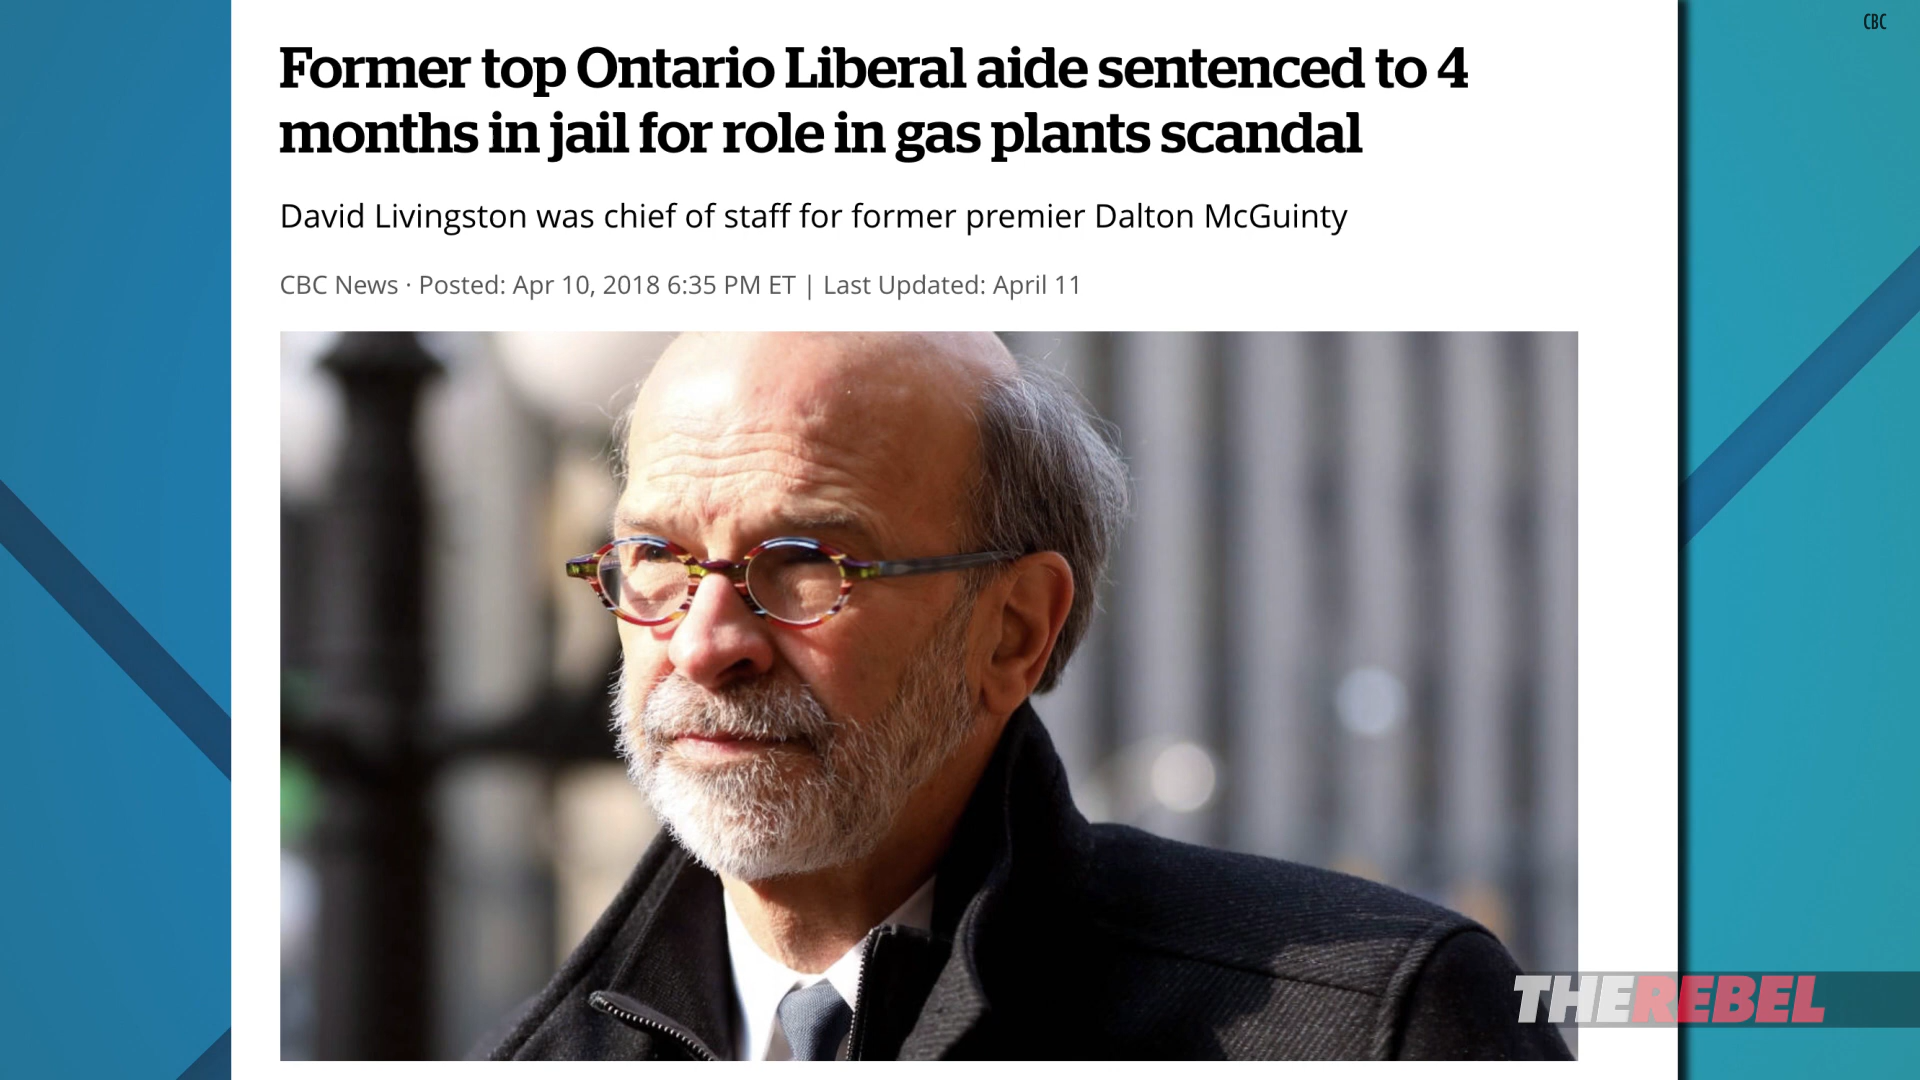 CBC
Former top Ontario Liberal aide sentenced to 4
months in jail for role in gas plants scandal
David Livingston was chief of staff for former premier Dalton McGuinty
CBC News · Posted: Apr 10, 2018 6:35 PM ET | Last Updated: April 11
THEREBEL